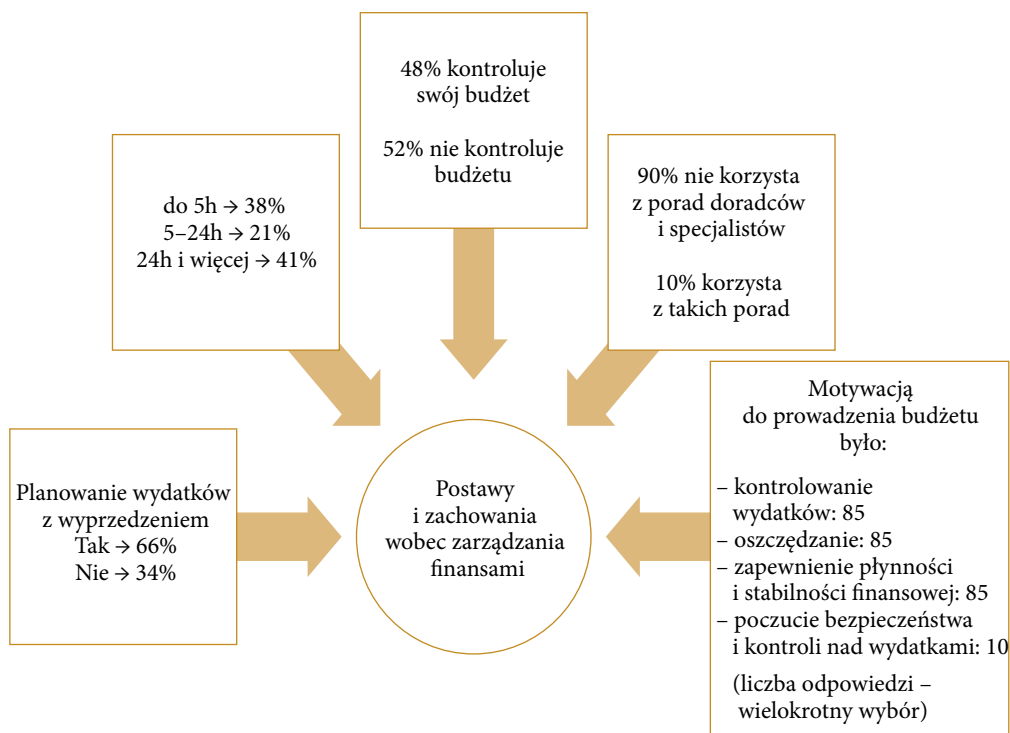 48% kontroluje
swój budżet
52% nie kontroluje
budżetu
do 5h → 38%
5–24h → 21%
24h i więcej → 41%
90% nie korzysta
z porad doradców
i specjalistów
10% korzysta
z takich porad
Planowanie wydatków
z wyprzedzeniem
Tak → 66%
Nie → 34%
Postawy
i zachowania
wobec zarządzania
finansami
Motywacją
do prowadzenia budżetu
było:
– kontrolowanie
wydatków: 85
– oszczędzanie: 85
– zapewnienie płynności
i stabilności finansowej: 85
– poczucie bezpieczeństwa
i kontroli nad wydatkami: 10
(liczba odpowiedzi –
wielokrotny wybór)